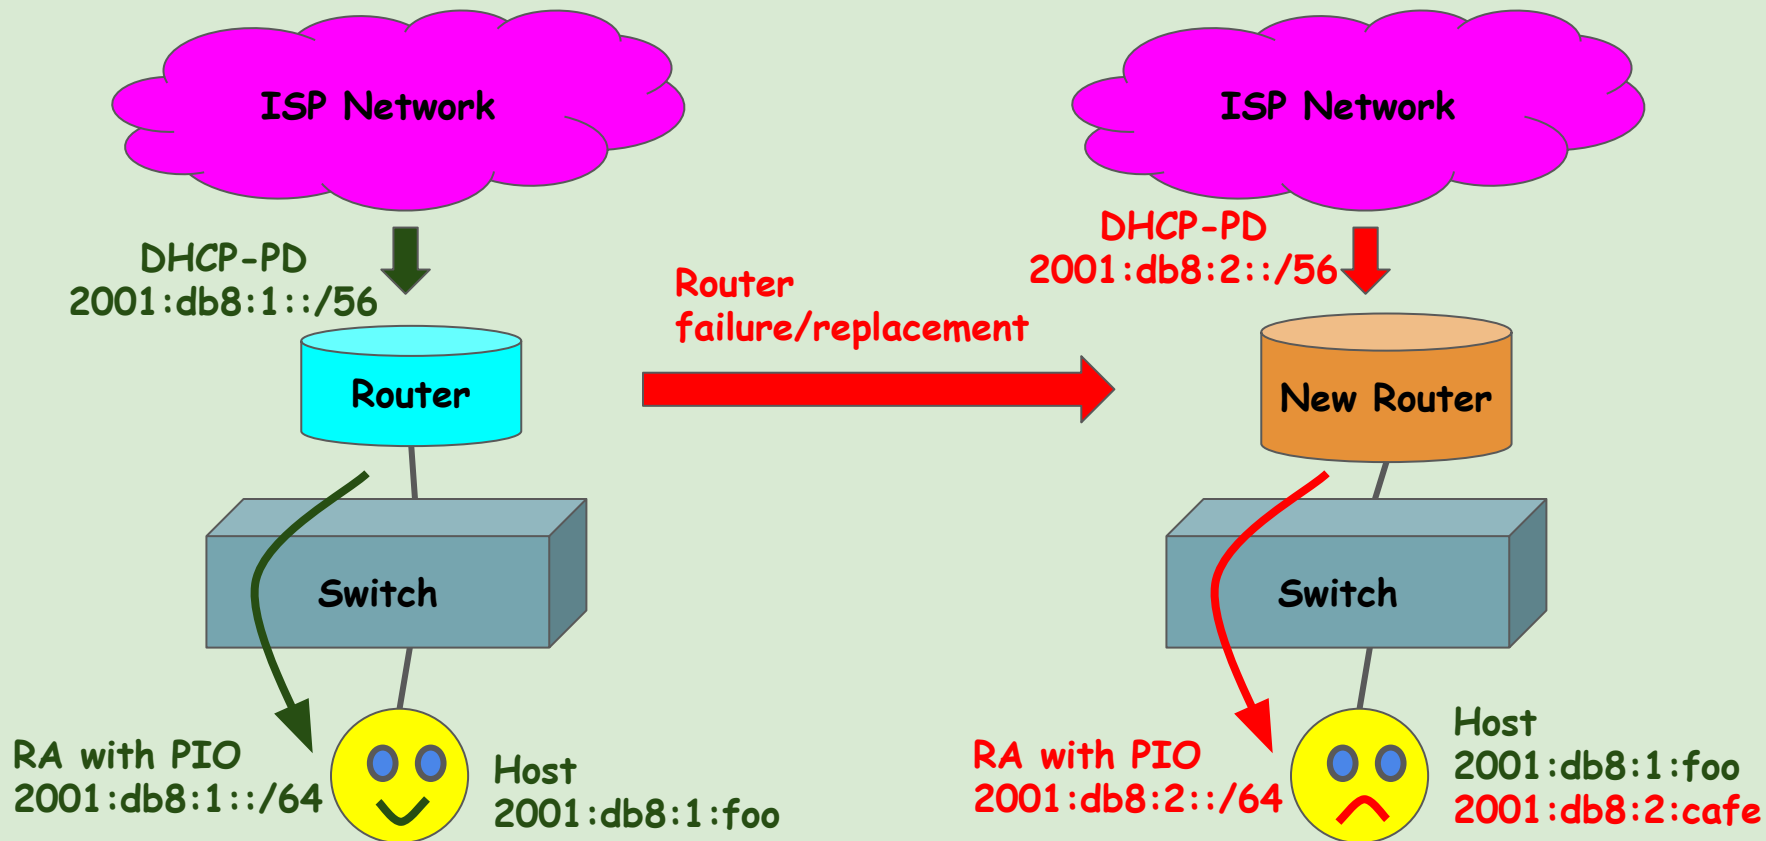 ISP Network
DHCP-PD
2001:db8:1::/56
Router
Switch
RA with PIO
2001:db8:1::/64
Host
2001:db8:1:foo
Router
failure/replacement
ISP Network
DHCP-PD
2001:db8:2::/56
New Router
Switch
RA with PIO
2001:db8:2::/64
Host
2001:db8:1:foo
2001:db8:2:cafe